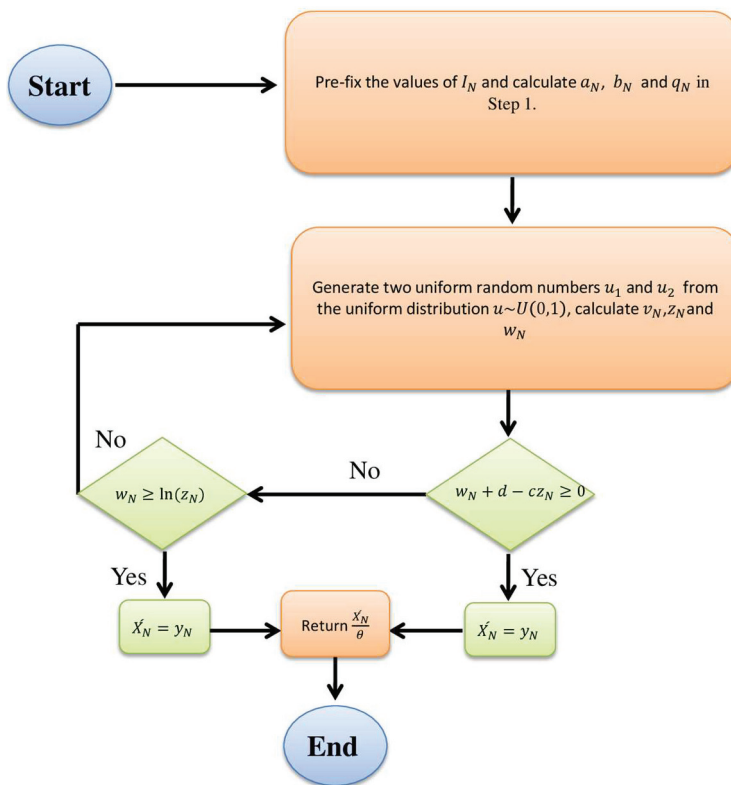 Start
Pre-fix the values of I_N and calculate a_N, b_N and q_N in
Step 1.
Generate two uniform random numbers u_1 and u_2 from
the uniform distribution u~U(0,1), calculate v_N,z_N and
w_N
No
No
w_N ≥ ln(z_N)
w_N + d − cz_N ≥ 0
Yes
Yes
X́_N = y_N
Return X́_N/θ
X́_N = y_N
End